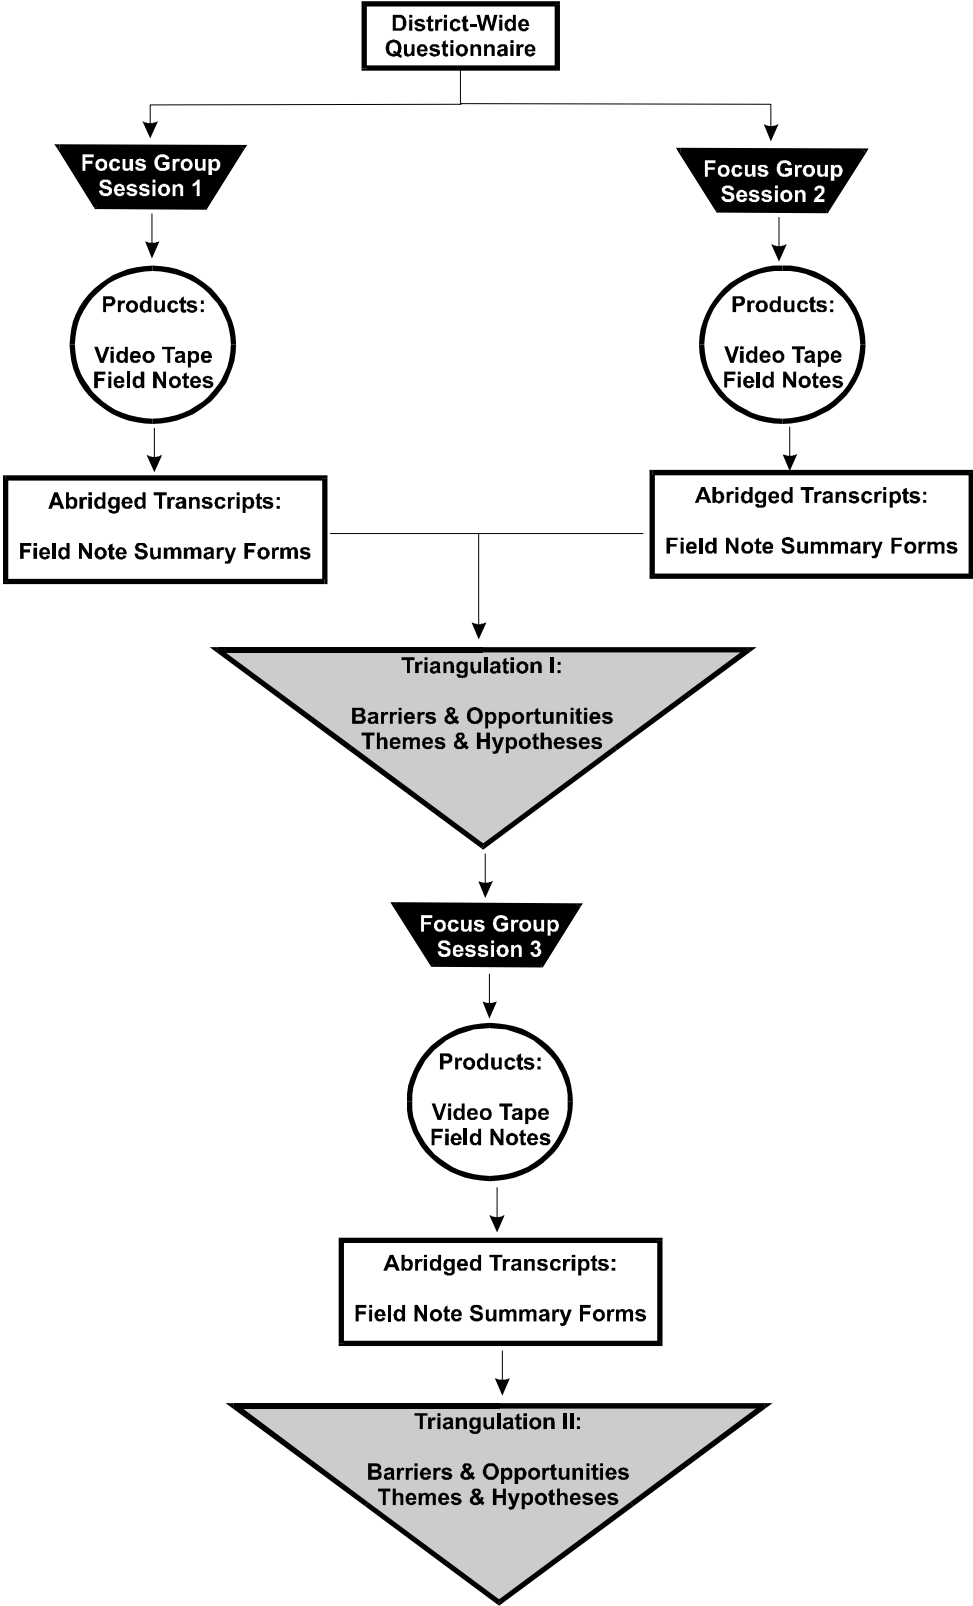 District-Wide
Questionnaire
Focus Group
Session 1
Focus Group
Session 2
Products:
Video Tape
Field Notes
Products:
Video Tape
Field Notes
Abridged Transcripts:
Field Note Summary Forms
Abridged Transcripts:
Field Note Summary Forms
Triangulation I:
Barriers & Opportunities
Themes & Hypotheses
Focus Group
Session 3
Products:
Video Tape
Field Notes
Abridged Transcripts:
Field Note Summary Forms
Triangulation II:
Barriers & Opportunities
Themes & Hypotheses